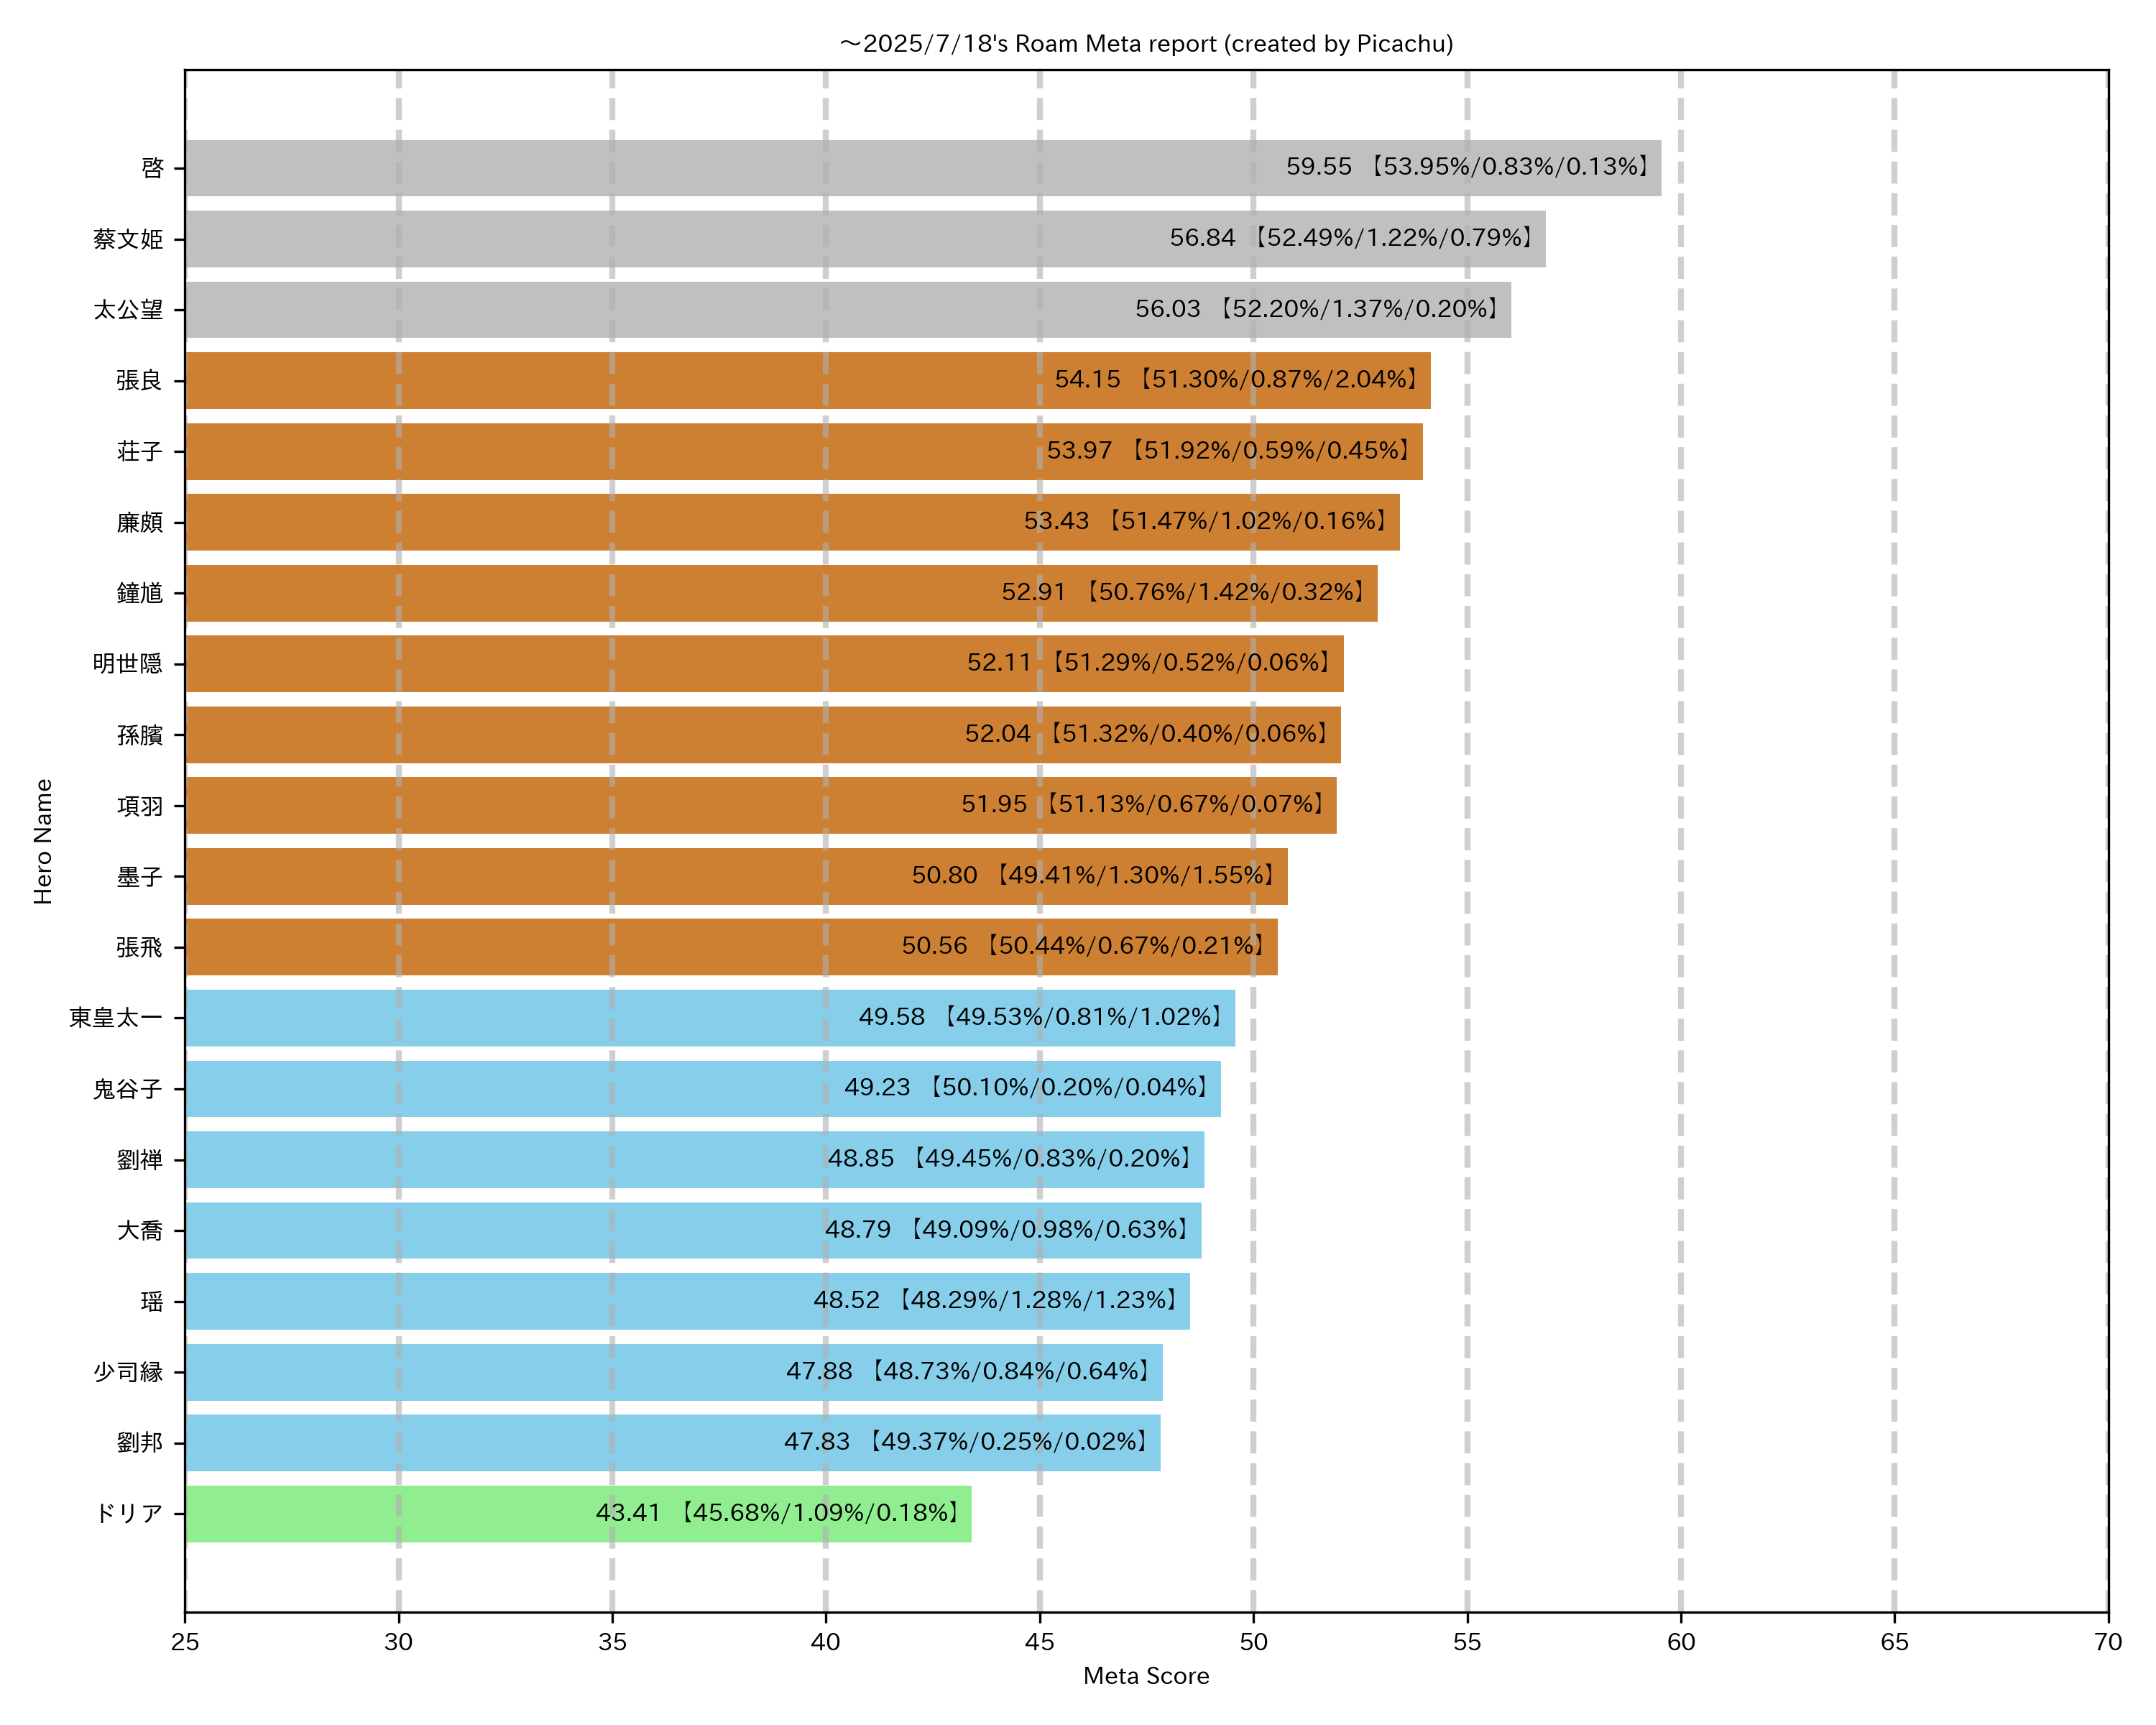 ～2025/7/18's Roam Meta report (created by Picachu)
Hero Name
啓 59.55 【53.95%/0.83%/0.13%】
蔡文姫 56.84 【52.49%/1.22%/0.79%】
太公望 56.03 【52.20%/1.37%/0.20%】
張良 54.15 【51.30%/0.87%/2.04%】
荘子 53.97 【51.92%/0.59%/0.45%】
廉頗 53.43 【51.47%/1.02%/0.16%】
鐘馗 52.91 【50.76%/1.42%/0.32%】
明世隠 52.11 【51.29%/0.52%/0.06%】
孫臏 52.04 【51.32%/0.40%/0.06%】
項羽 51.95 【51.13%/0.67%/0.07%】
墨子 50.80 【49.41%/1.30%/1.55%】
張飛 50.56 【50.44%/0.67%/0.21%】
東皇太一 49.58 【49.53%/0.81%/1.02%】
鬼谷子 49.23 【50.10%/0.20%/0.04%】
劉禅 48.85 【49.45%/0.83%/0.20%】
大喬 48.79 【49.09%/0.98%/0.63%】
瑶 48.52 【48.29%/1.28%/1.23%】
少司縁 47.88 【48.73%/0.84%/0.64%】
劉邦 47.83 【49.37%/0.25%/0.02%】
ドリア 43.41 【45.68%/1.09%/0.18%】
25 30 35 40 45 50 55 60 65 70
Meta Score